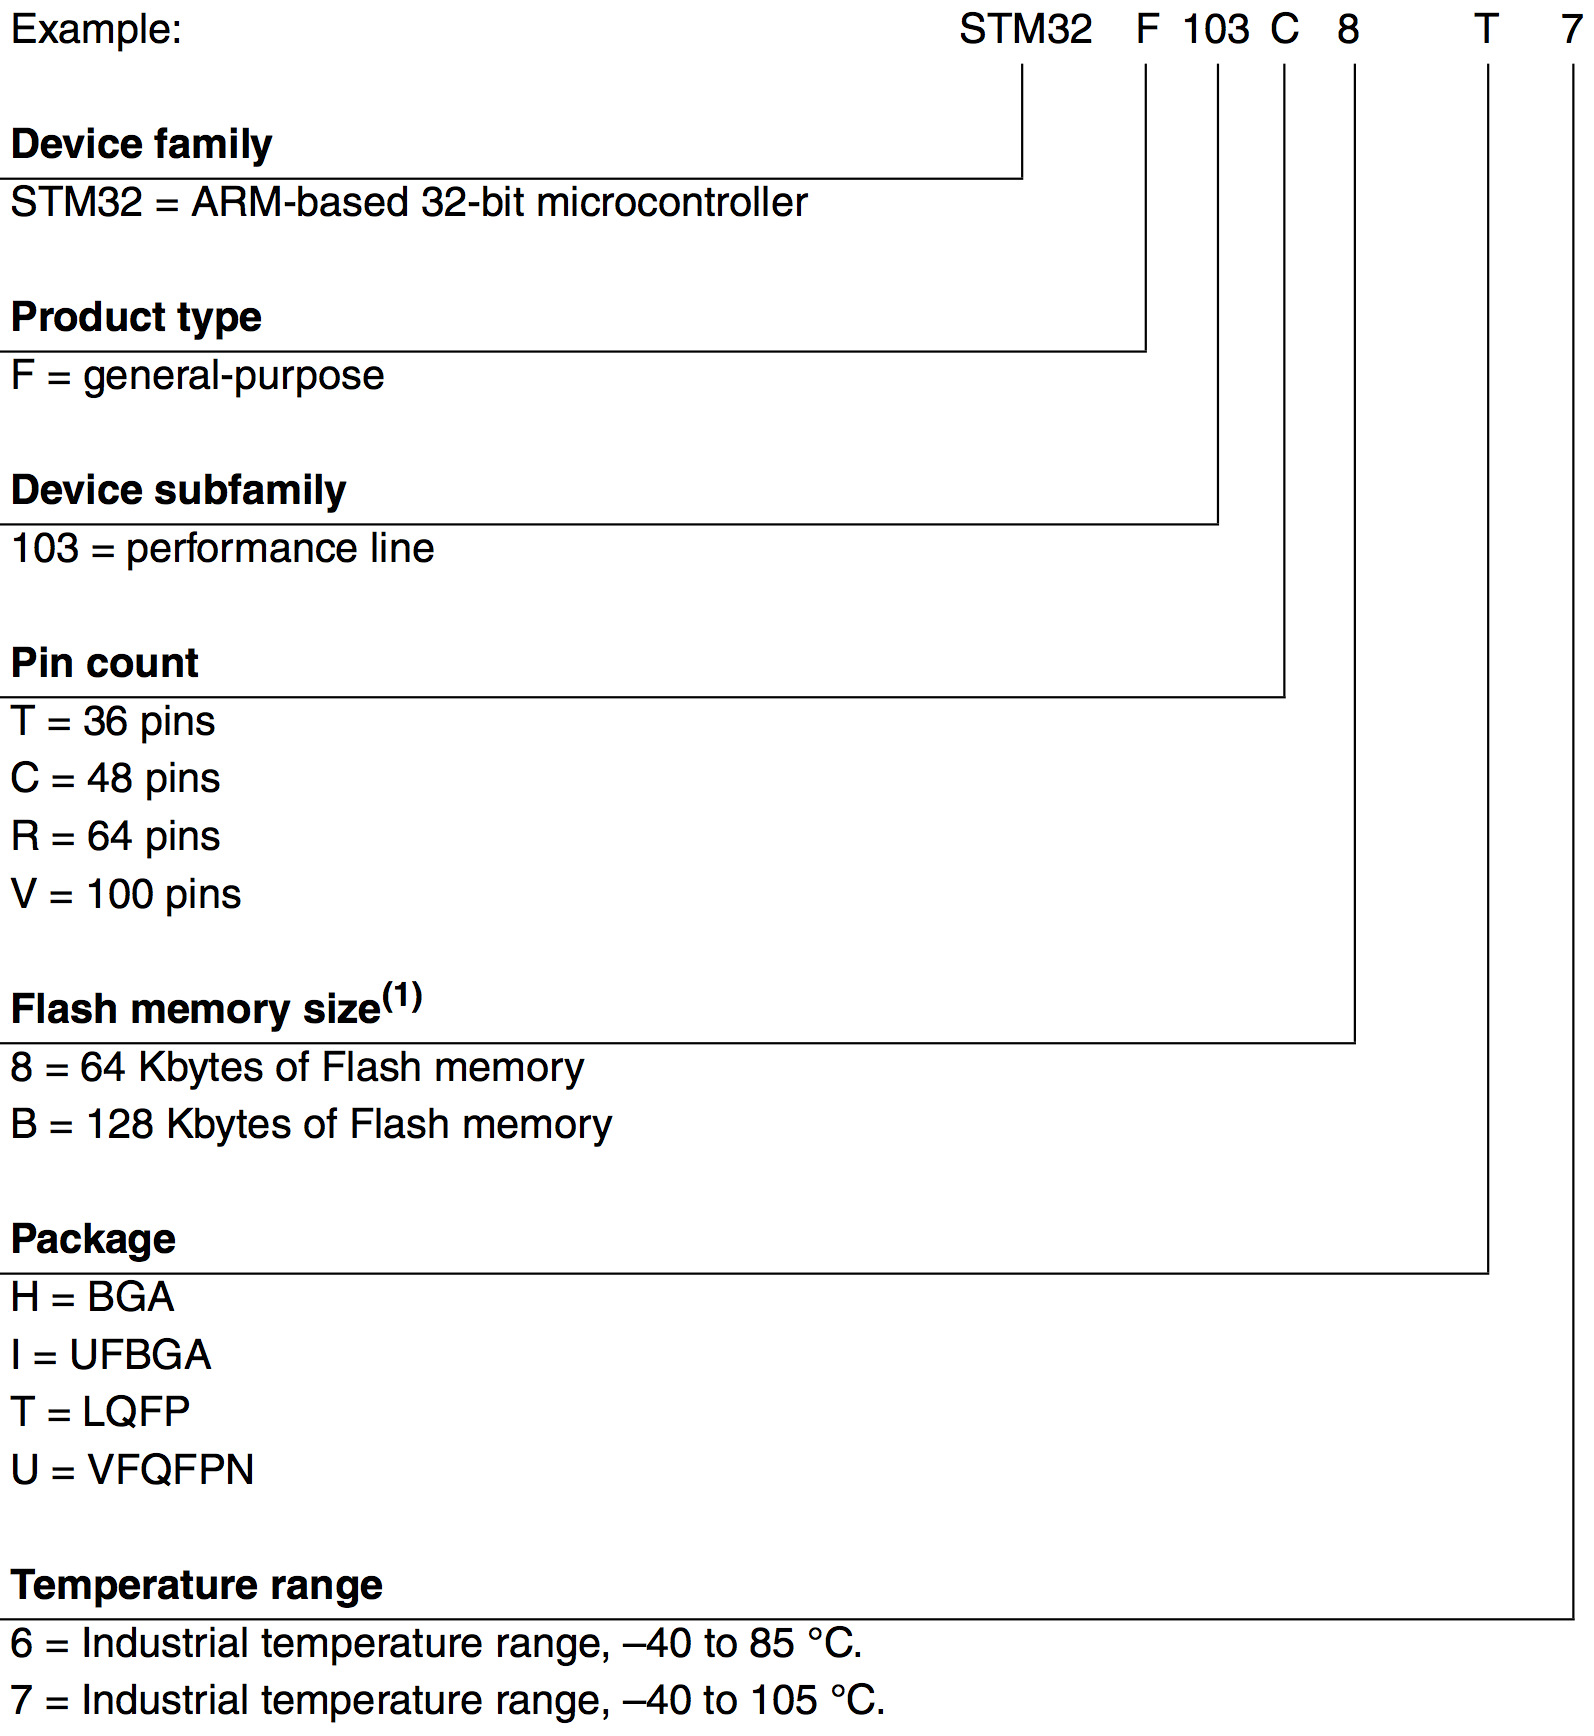 Example: STM32 F 103 C 8 T 7
Device family
STM32 = ARM-based 32-bit microcontroller
Product type
F = general-purpose
Device subfamily
103 = performance line
Pin count
T = 36 pins
C = 48 pins
R = 64 pins
V = 100 pins
Flash memory size(1)
8 = 64 Kbytes of Flash memory
B = 128 Kbytes of Flash memory
Package
H = BGA
I = UFBGA
T = LQFP
U = VFQFPN
Temperature range
6 = Industrial temperature range, –40 to 85 °C.
7 = Industrial temperature range, –40 to 105 °C.